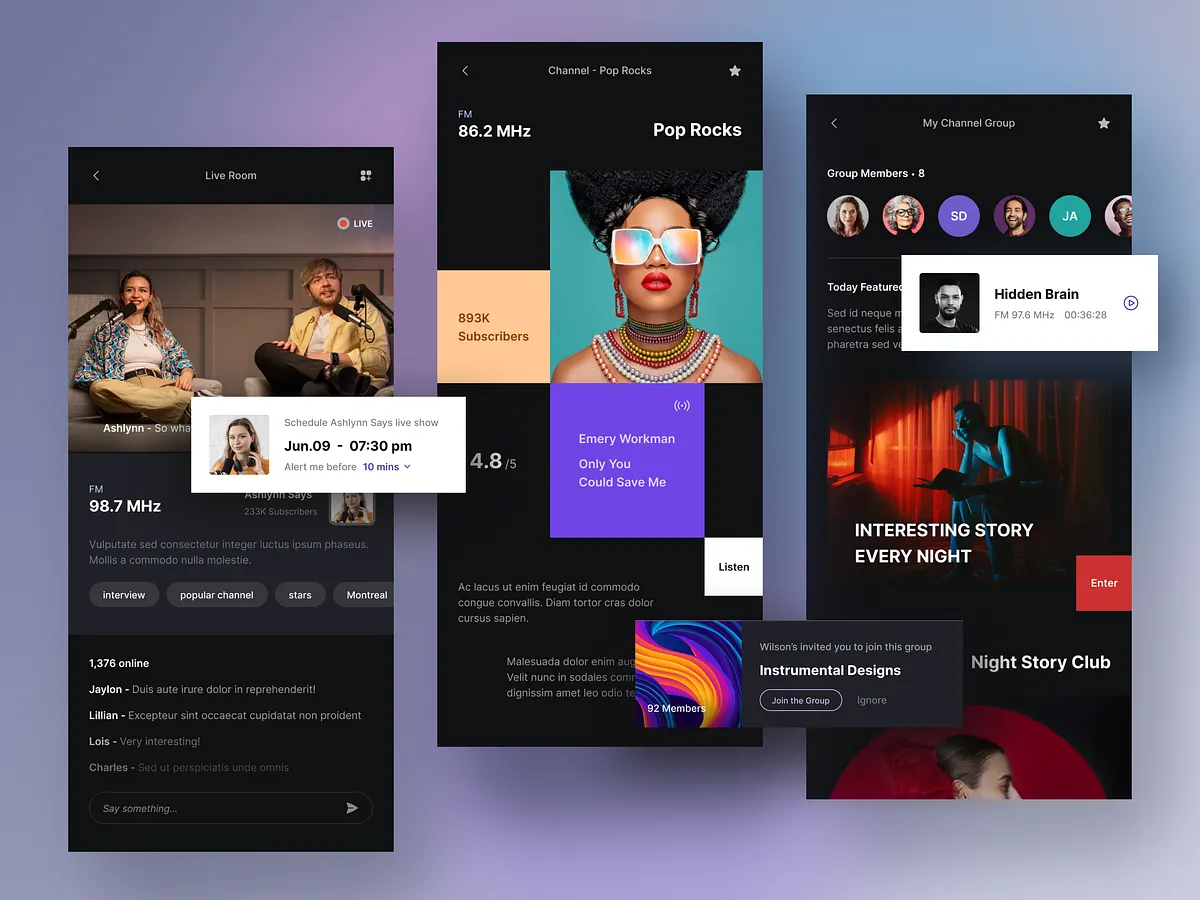 Live Room
LIVE
Ashlynn - So wha
Schedule Ashlynn Says live show
Jun.09 - 07:30 pm
Alert me before 10 mins
FM
98.7 MHz
Ashlynn Says
233K Subscribers
Vulputate sed consectetur integer luctus ipsum phaseus.
Mollis a commodo nulla molestie.
interview
popular channel
stars
Montreal
1,376 online
Jaylon - Duis aute irure dolor in reprehenderit!
Lillian - Excepteur sint occaecat cupidatat non proident
Lois - Very interesting!
Charles - Sed ut perspiciatis unde omnis
Say something...
Channel - Pop Rocks
FM
86.2 MHz
Pop Rocks
893K
Subscribers
4.8 /5
Emery Workman
Only You
Could Save Me
Listen
Ac lacus ut enim feugiat id commodo
congue convallis. Diam tortor cras dolor
cursus sapien.
Malesuada dolor enim aug
Velit nunc in sodales com
dignissim amet leo odio te
92 Members
Wilson's invited you to join this group
Instrumental Designs
Join the Group
Ignore
My Channel Group
Group Members • 8
SD
JA
Today Featured
Sed id neque m
senectus felis a
pharetra sed ve
Hidden Brain
FM 97.6 MHz 00:36:28
INTERESTING STORY
EVERY NIGHT
Enter
Night Story Club